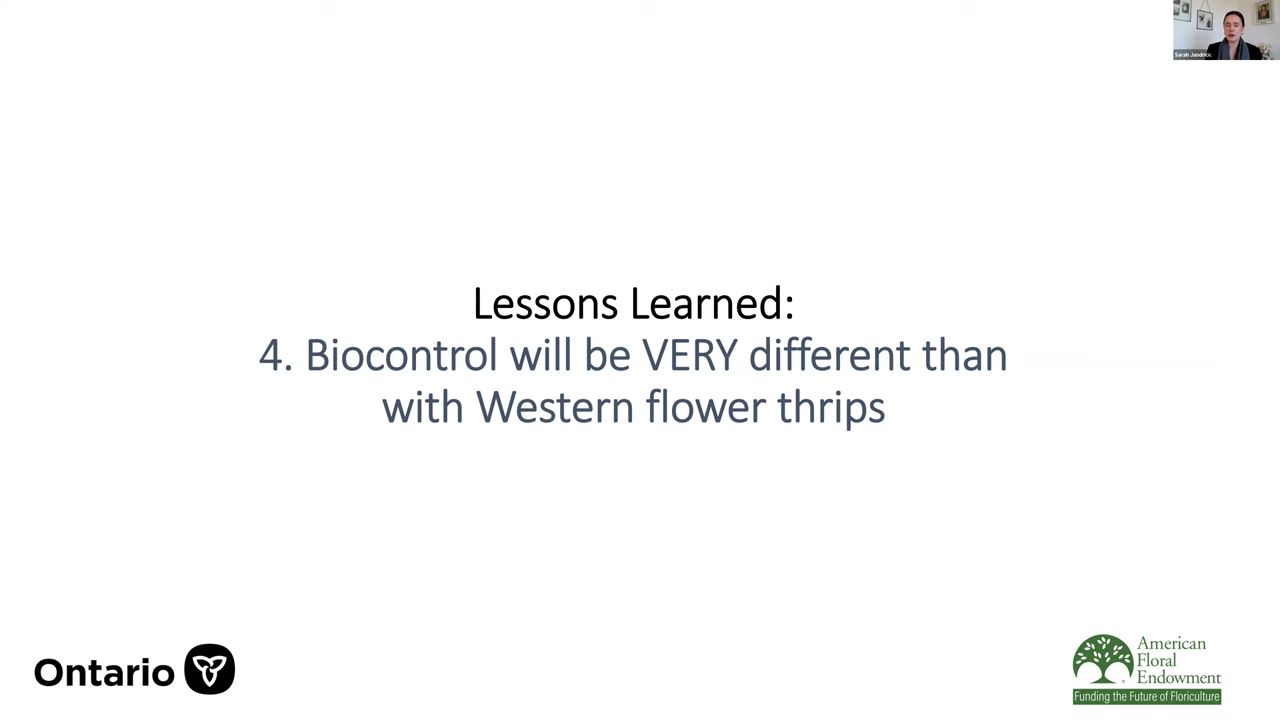 Sarah Jandricic
Lessons Learned:
4. Biocontrol will be VERY different than
with Western flower thrips
Ontario
American
Floral
Endowment
Funding the Future of Floriculture